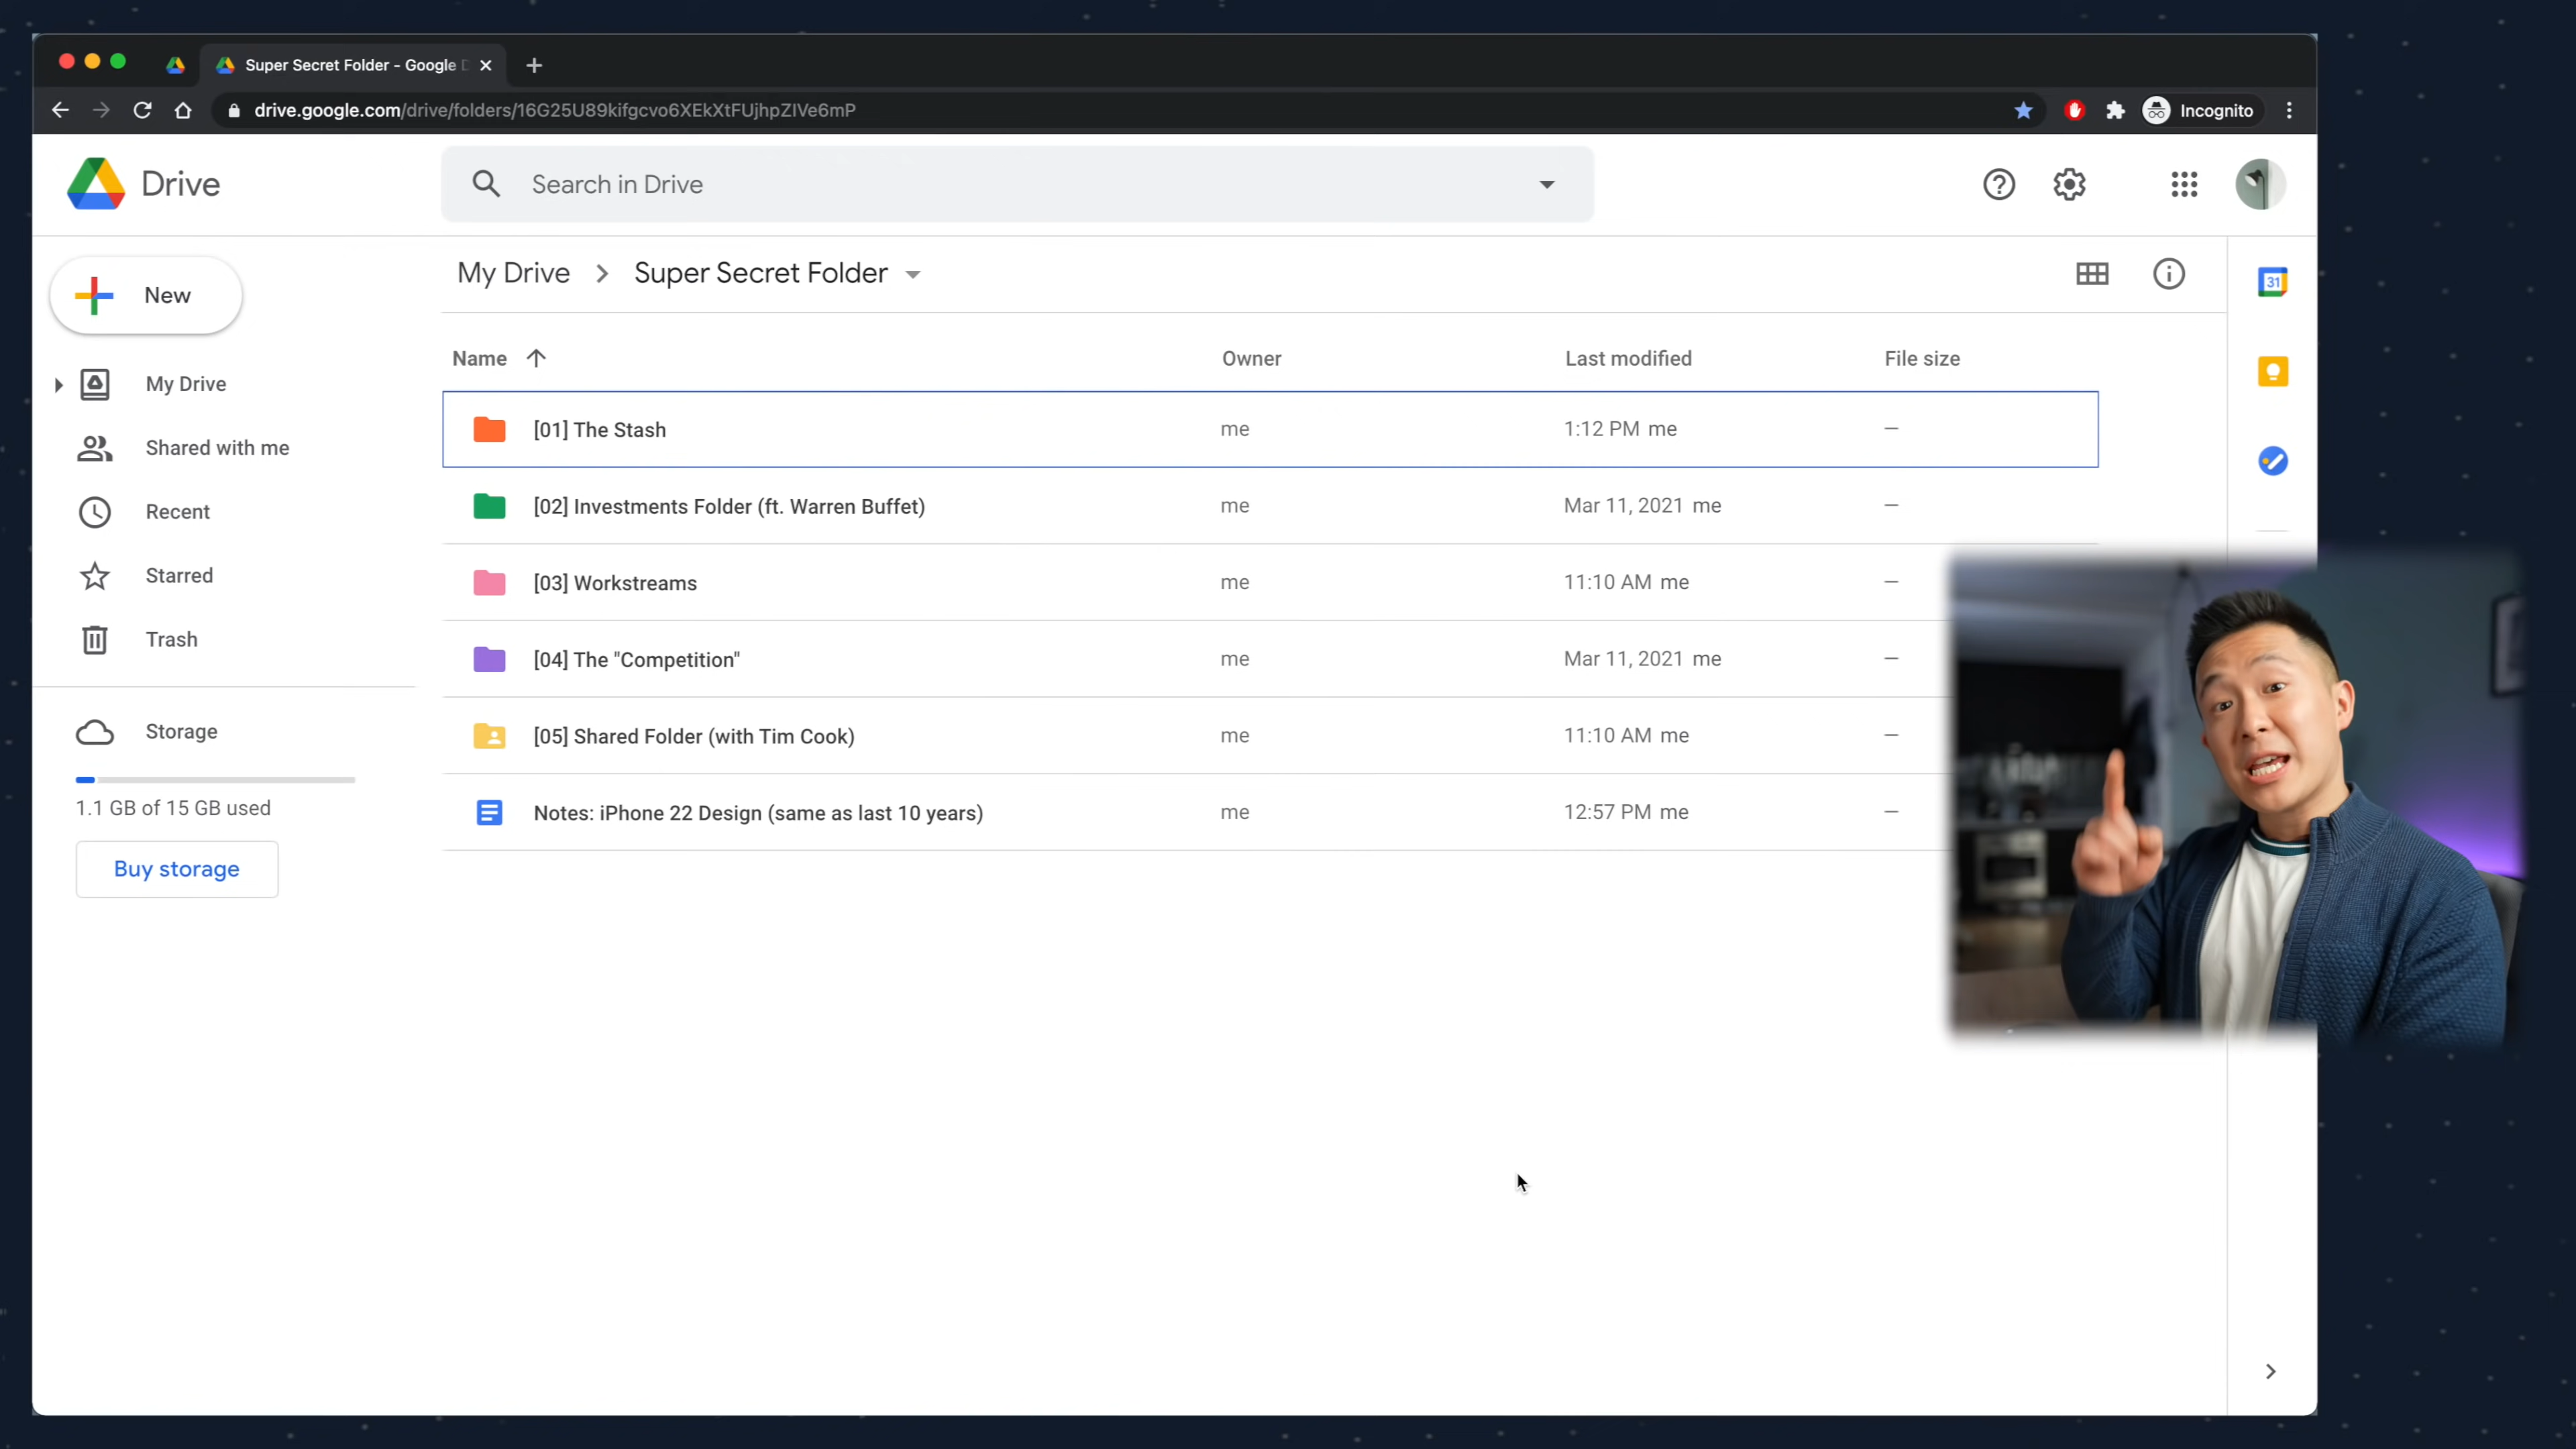 Super Secret Folder - Google D
drive.google.com/drive/folders/16G25U89kifgcvo6XEkXtFUjhpZIVe6mP
Incognito
Drive
Search in Drive
New
My Drive
Shared with me
Recent
Starred
Trash
Storage
1.1 GB of 15 GB used
Buy storage
My Drive > Super Secret Folder
Name Owner Last modified File size
[01] The Stash me 1:12 PM me —
[02] Investments Folder (ft. Warren Buffet) me Mar 11, 2021 me —
[03] Workstreams me 11:10 AM me —
[04] The "Competition" me Mar 11, 2021 me —
[05] Shared Folder (with Tim Cook) me 11:10 AM me —
Notes: iPhone 22 Design (same as last 10 years) me 12:57 PM me —
31